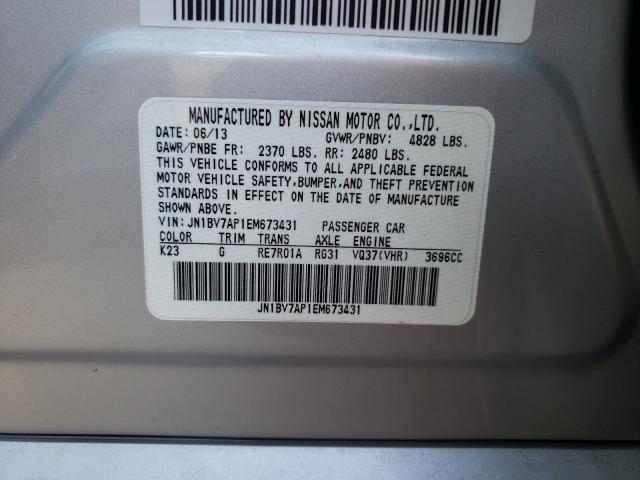 MANUFACTURED BY NISSAN MOTOR CO.,LTD.
DATE: 06/13 GVWR/PNBV: 4828 LBS.
GAWR/PNBE FR: 2370 LBS. RR: 2480 LBS.
THIS VEHICLE CONFORMS TO ALL APPLICABLE FEDERAL
MOTOR VEHICLE SAFETY,BUMPER,AND THEFT PREVENTION
STANDARDS IN EFFECT ON THE DATE OF MANUFACTURE
SHOWN ABOVE.
VIN:JN1BV7AP1EM673431 PASSENGER CAR
COLOR TRIM TRANS AXLE ENGINE
K23 G RE7R01A RG31 VQ37(VHR) 3696CC
JN1BV7AP1EM673431